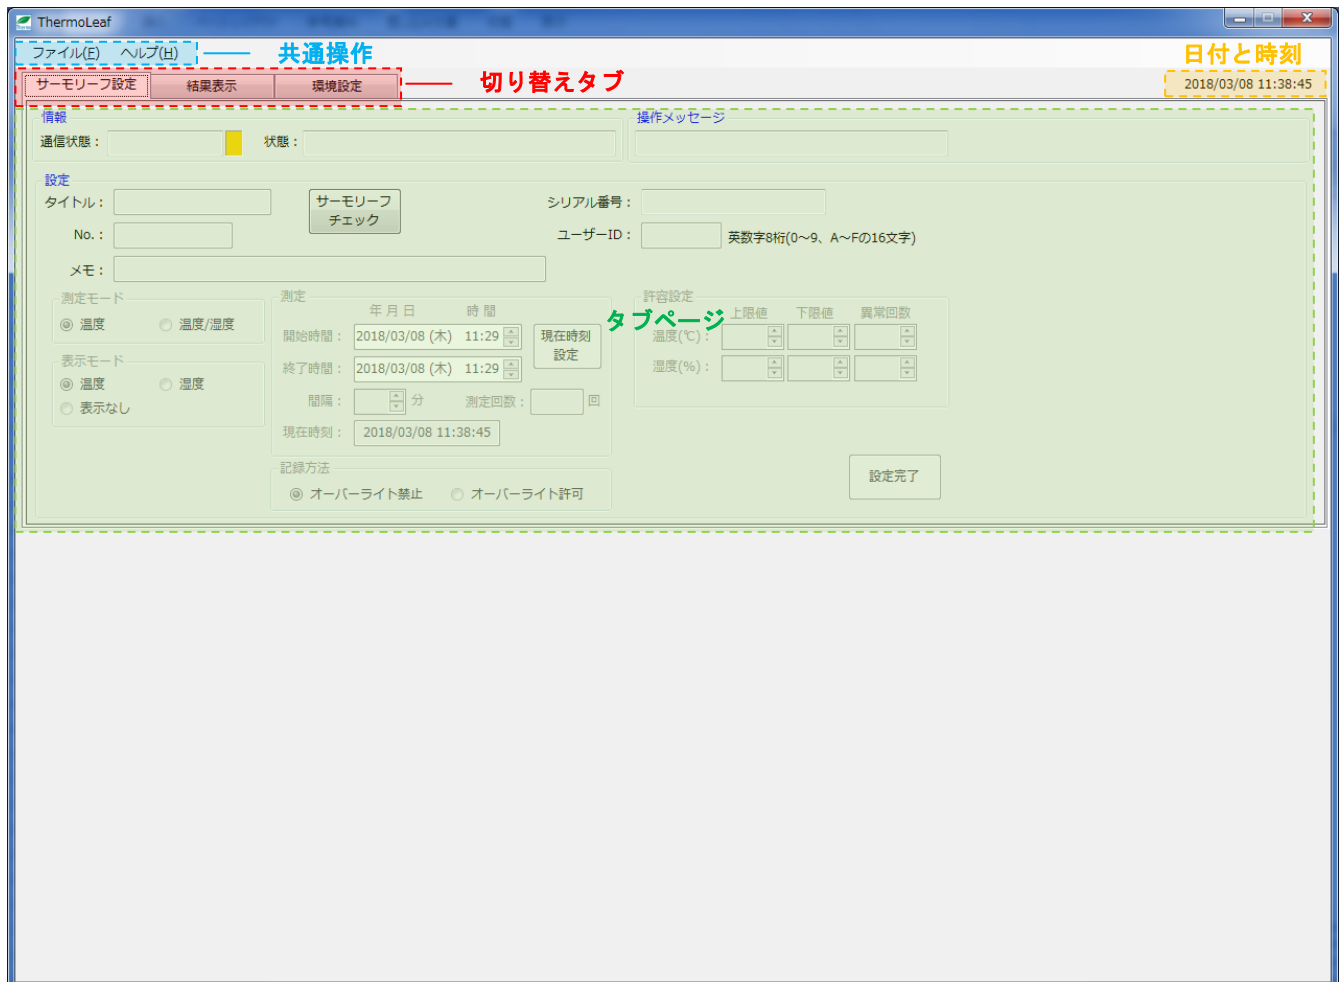 ThermoLeaf
ファイル(F) ヘルプ(H) 共通操作 日付と時刻
サーモリーフ設定 結果表示 環境設定 切り替えタブ 2018/03/08 11:38:45
情報 操作メッセージ
通信状態： 状態：
設定
タイトル： サーモリーフ シリアル番号：
チェック
No.： ユーザーID： 英数字8桁(0～9、A～Fの16文字)
メモ：
測定モード 測定 許容設定
年月日 時間 上限値 下限値 異常回数
温度 温度/湿度 開始時間： 2018/03/08 (木) 11:29 現在時刻 タブページ 温度(℃)：
設定
表示モード 終了時間： 2018/03/08 (木) 11:29 湿度(%)：
温度 湿度
表示なし 間隔： 分 測定回数： 回
現在時刻： 2018/03/08 11:38:45
記録方法
オーバーライト禁止 オーバーライト許可 設定完了